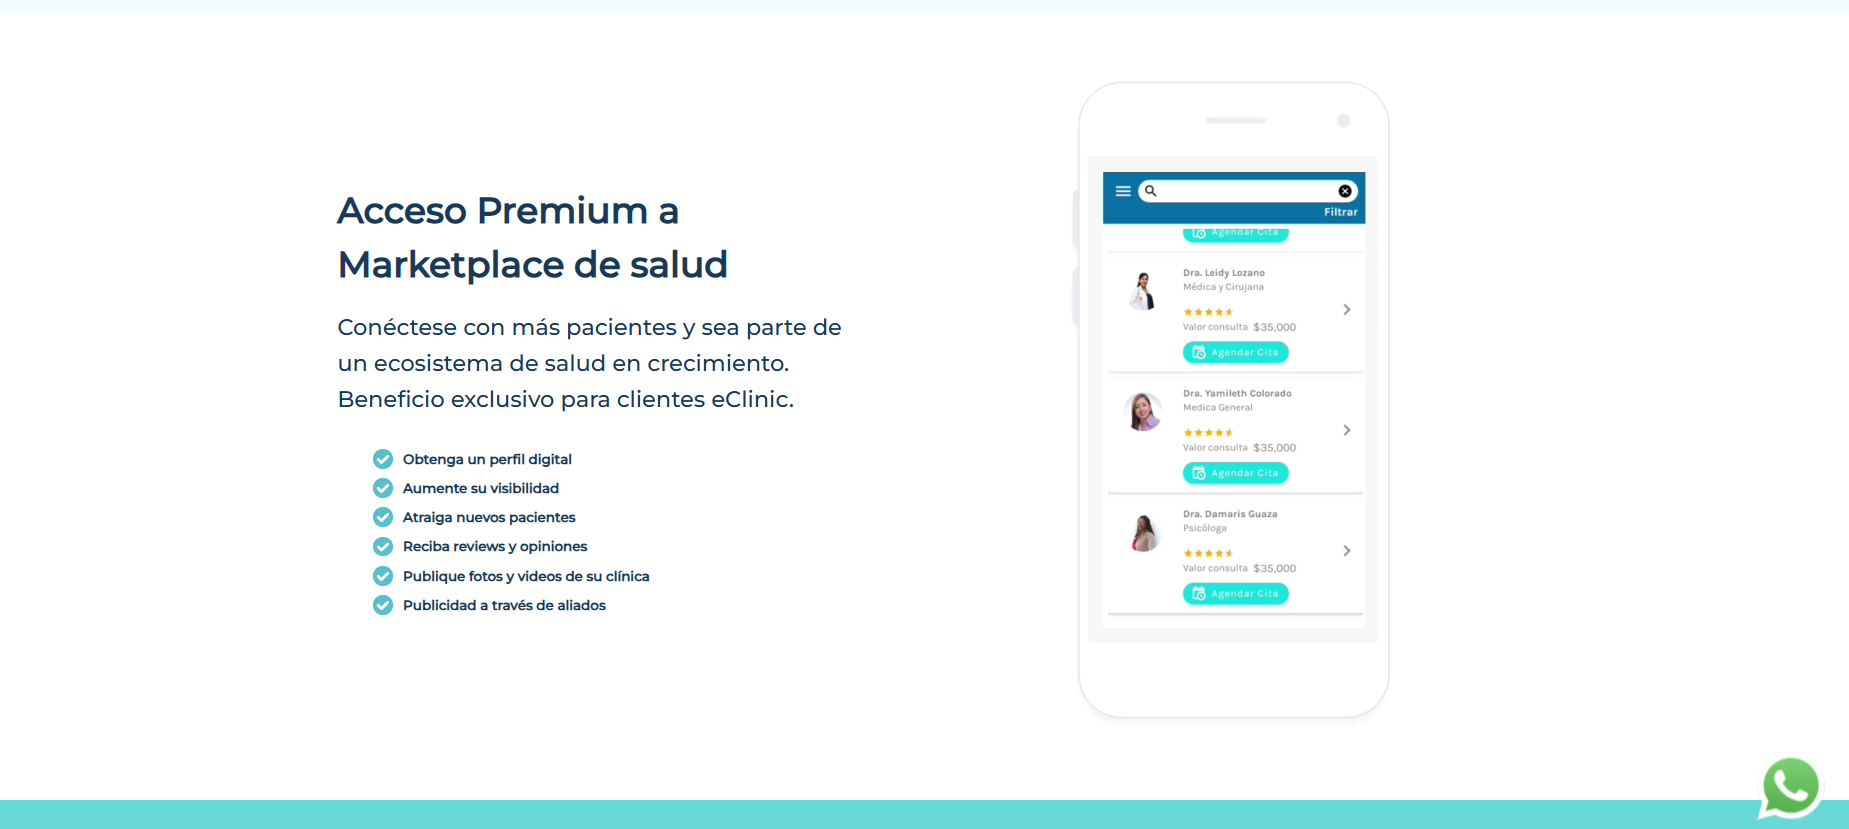 Acceso Premium a
Marketplace de salud
Conéctese con más pacientes y sea parte de
un ecosistema de salud en crecimiento.
Beneficio exclusivo para clientes eClinic.
Obtenga un perfil digital
Aumente su visibilidad
Atraiga nuevos pacientes
Reciba reviews y opiniones
Publique fotos y videos de su clínica
Publicidad a través de aliados
Filtrar
Agendar Cita
Dra. Leidy Lozano
Médica y Cirujana
Valor consulta $35,000
Agendar Cita
Dra. Yamileth Colorado
Medica General
Valor consulta $35,000
Agendar Cita
Dra. Damaris Guaza
Psicóloga
Valor consulta $35,000
Agendar Cita